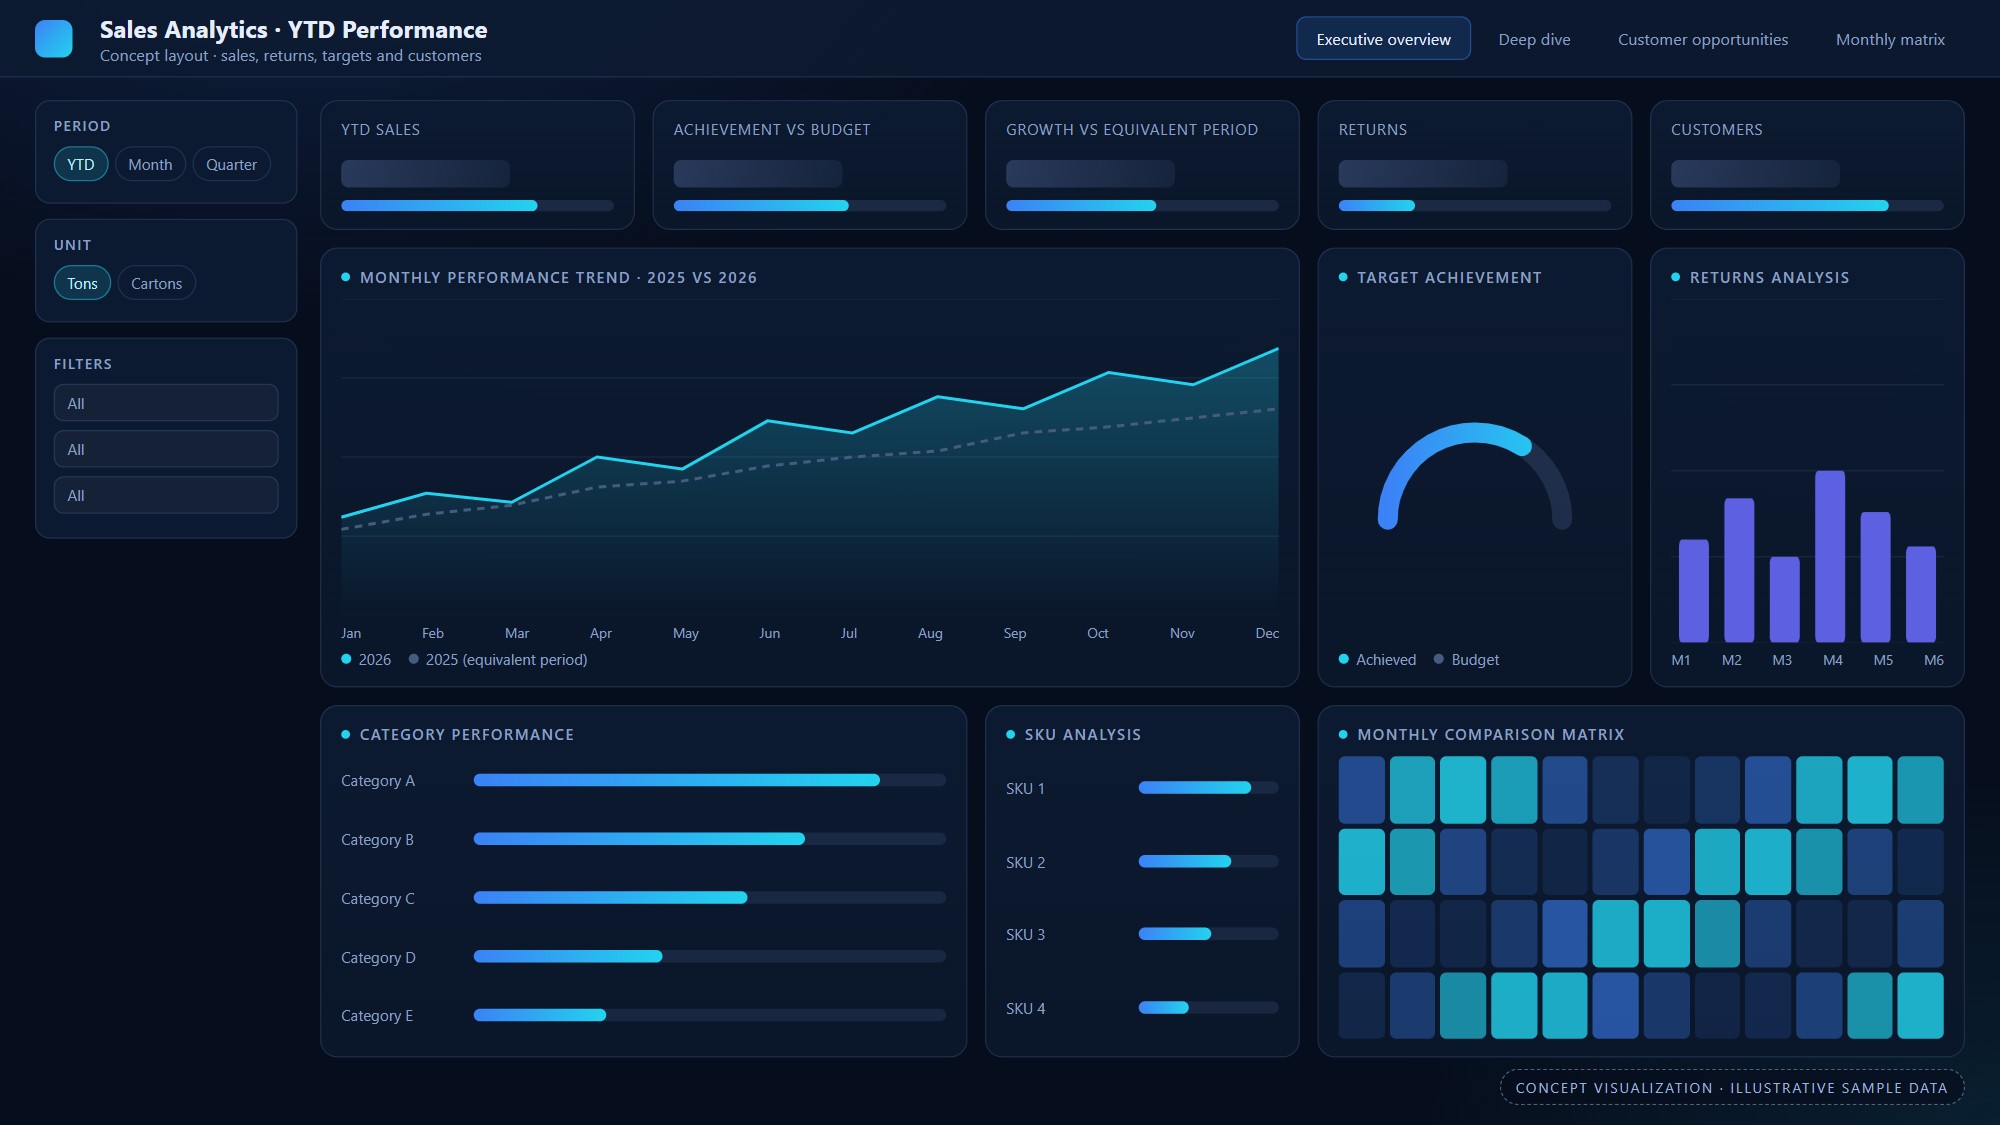 Sales Analytics · YTD Performance
Concept layout · sales, returns, targets and customers
Executive overview
Deep dive
Customer opportunities
Monthly matrix
PERIOD
YTD Month Quarter
UNIT
Tons Cartons
FILTERS
All
All
All
YTD SALES
ACHIEVEMENT VS BUDGET
GROWTH VS EQUIVALENT PERIOD
RETURNS
CUSTOMERS
MONTHLY PERFORMANCE TREND · 2025 VS 2026
Jan Feb Mar Apr May Jun Jul Aug Sep Oct Nov Dec
2026 2025 (equivalent period)
TARGET ACHIEVEMENT
Achieved Budget
RETURNS ANALYSIS
M1 M2 M3 M4 M5 M6
CATEGORY PERFORMANCE
Category A
Category B
Category C
Category D
Category E
SKU ANALYSIS
SKU 1
SKU 2
SKU 3
SKU 4
MONTHLY COMPARISON MATRIX
CONCEPT VISUALIZATION · ILLUSTRATIVE SAMPLE DATA